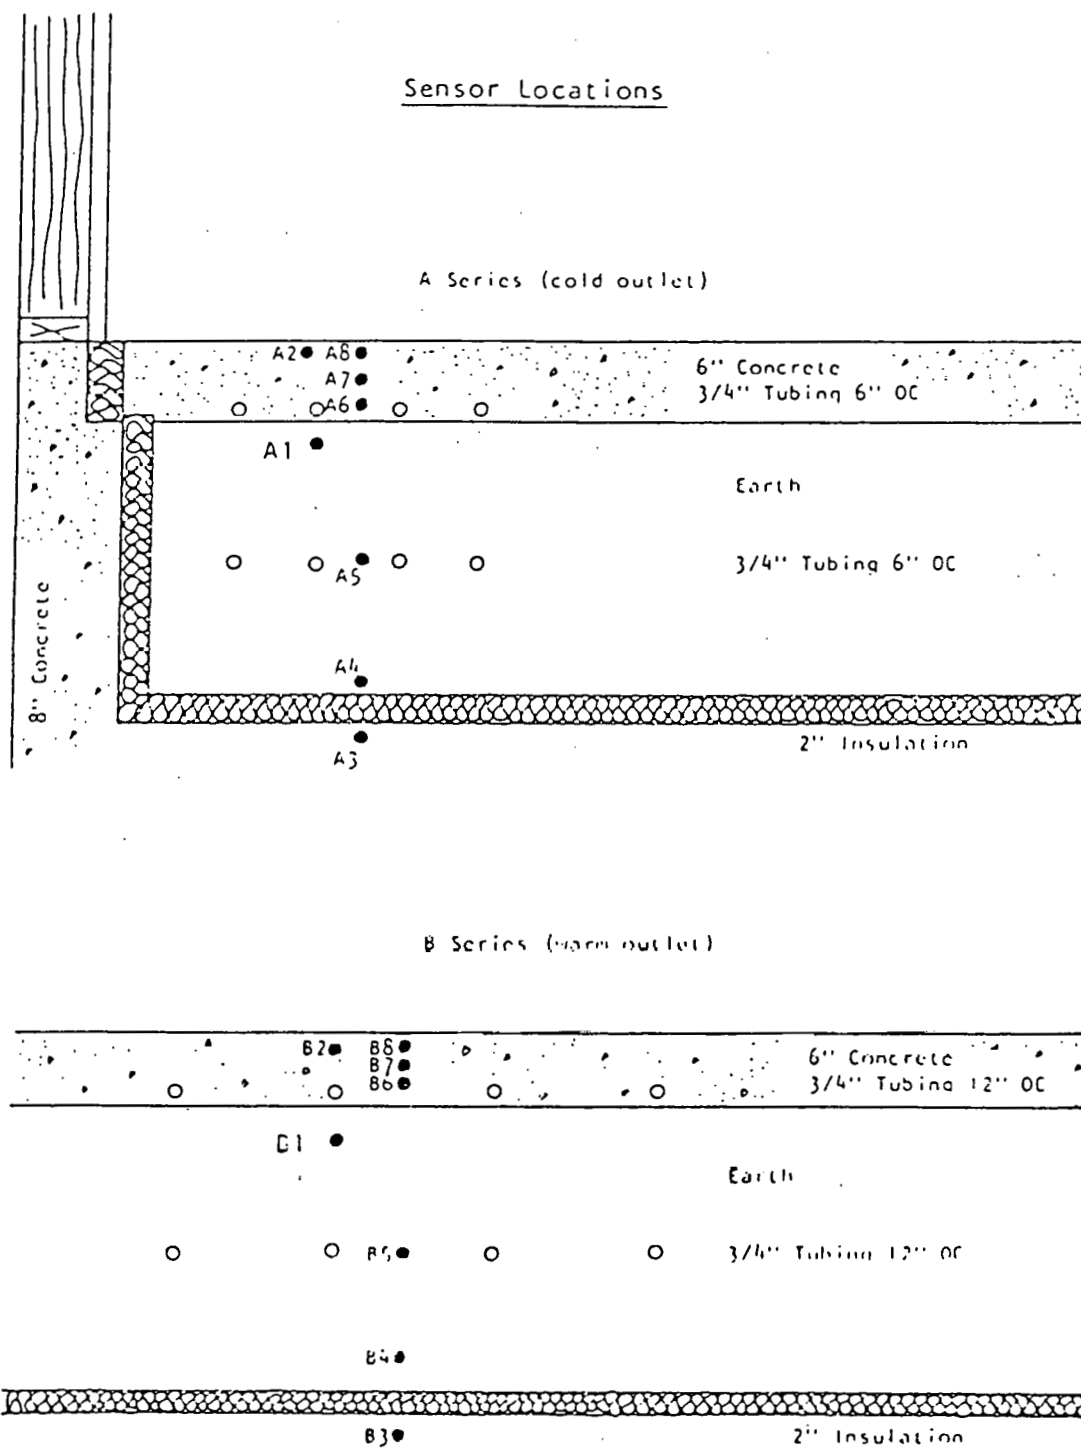 Sensor Locations
A Series (cold outlet)
A2 A8
A7
A6
6" Concrete
3/4" Tubing 6" OC
A1
Earth
A5
3/4" Tubing 6" OC
8" Concrete
A4
A3
2" Insulation
B Series (warm outlet)
B2 B8
B7
B6
6" Concrete
3/4" Tubing 12" OC
B1
Earth
B5
3/4" Tubing 12" OC
B4
B3
2" Insulation